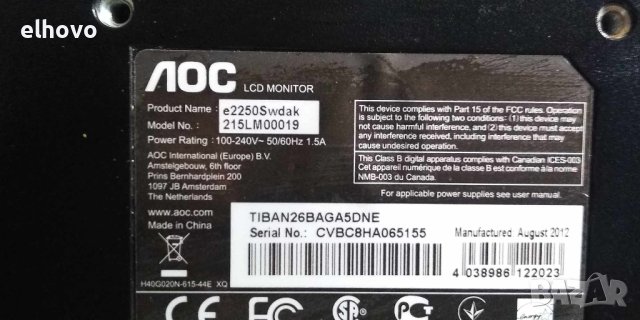 elhovo
AOC LCD MONITOR
Product Name : e2250Swdak
Model No. : 215LM00019
Power Rating: 100-240V~ 50/60Hz 1.5A
AOC International (Europe) B.V.
Amstelgebouw, 6th floor
Prins Bernhardplein 200
1097 JB Amsterdam
The Netherlands
www.aoc.com
Made in China
H40G020N-615-44E XQ
This device complies with Part 15 of the FCC rules. Operation
is subject to the following two conditions: (1) this device may
not cause harmful interference, and (2) this device must accept
any interference received, including interference that may
cause undesired operation.
This Class B digital apparatus complies with Canadian ICES-003
Cet appareil numérique de la classe B est conforme à la norme
NMB-003 du Canada.
For applicable power supplies see user manual.
TIBAN26BAGA5DNE
Serial No.: CVBC8HA065155
Manufactured: August 2012
4 038986 122023
CE FC
BAZAR